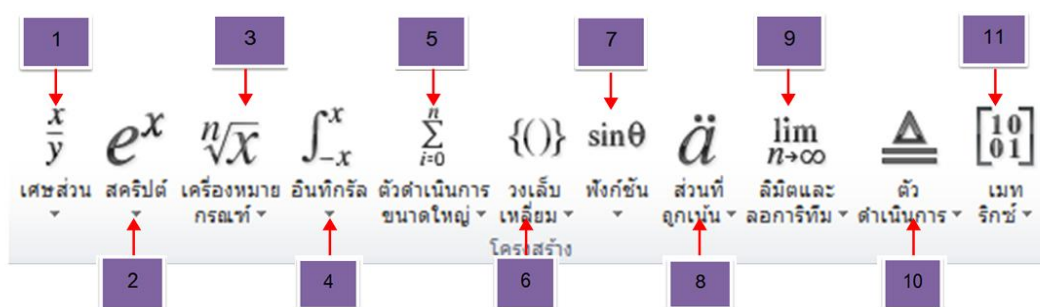 1 3 5 7 9 11
x/y eˣ ⁿ√x ∫₋ₓˣ ∑ᵢ₌₀ⁿ {()} sinθ ä lim n→∞ ≜ [1 0 0 1]
เศษส่วน สคริปต์ เครื่องหมาย อินทิกรัล ตัวดำเนินการ วงเล็บ ฟังก์ชัน ส่วนที่ ลิมิตและ ตัว เมท
กรณฑ์ ขนาดใหญ่ เหลี่ยม ถูกเน้น ลอการิทึม ดำเนินการ ริกซ์
โครงสร้าง
2 4 6 8 10